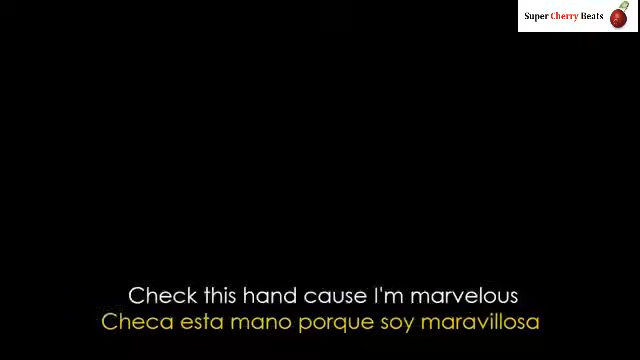 Super Cherry Beats
Check this hand cause I'm marvelous
Checa esta mano porque soy maravillosa